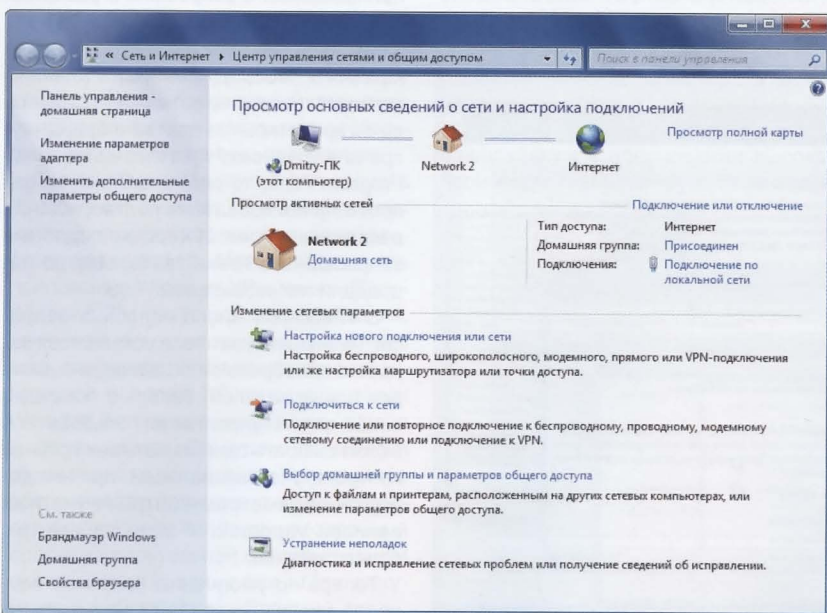 « Сеть и Интернет ▸ Центр управления сетями и общим доступом
Поиск в панели управления
Панель управления -
домашняя страница
Изменение параметров
адаптера
Изменить дополнительные
параметры общего доступа
См. также
Брандмауэр Windows
Домашняя группа
Свойства браузера
Просмотр основных сведений о сети и настройка подключений
Просмотр полной карты
Dmitry-ПК
(этот компьютер)
Network 2
Интернет
Просмотр активных сетей
Подключение или отключение
Network 2
Домашняя сеть
Тип доступа: Интернет
Домашняя группа: Присоединен
Подключения: Подключение по
локальной сети
Изменение сетевых параметров
Настройка нового подключения или сети
Настройка беспроводного, широкополосного, модемного, прямого или VPN-подключения
или же настройка маршрутизатора или точки доступа.
Подключиться к сети
Подключение или повторное подключение к беспроводному, проводному, модемному
сетевому соединению или подключение к VPN.
Выбор домашней группы и параметров общего доступа
Доступ к файлам и принтерам, расположенным на других сетевых компьютерах, или
изменение параметров общего доступа.
Устранение неполадок
Диагностика и исправление сетевых проблем или получение сведений об исправлении.